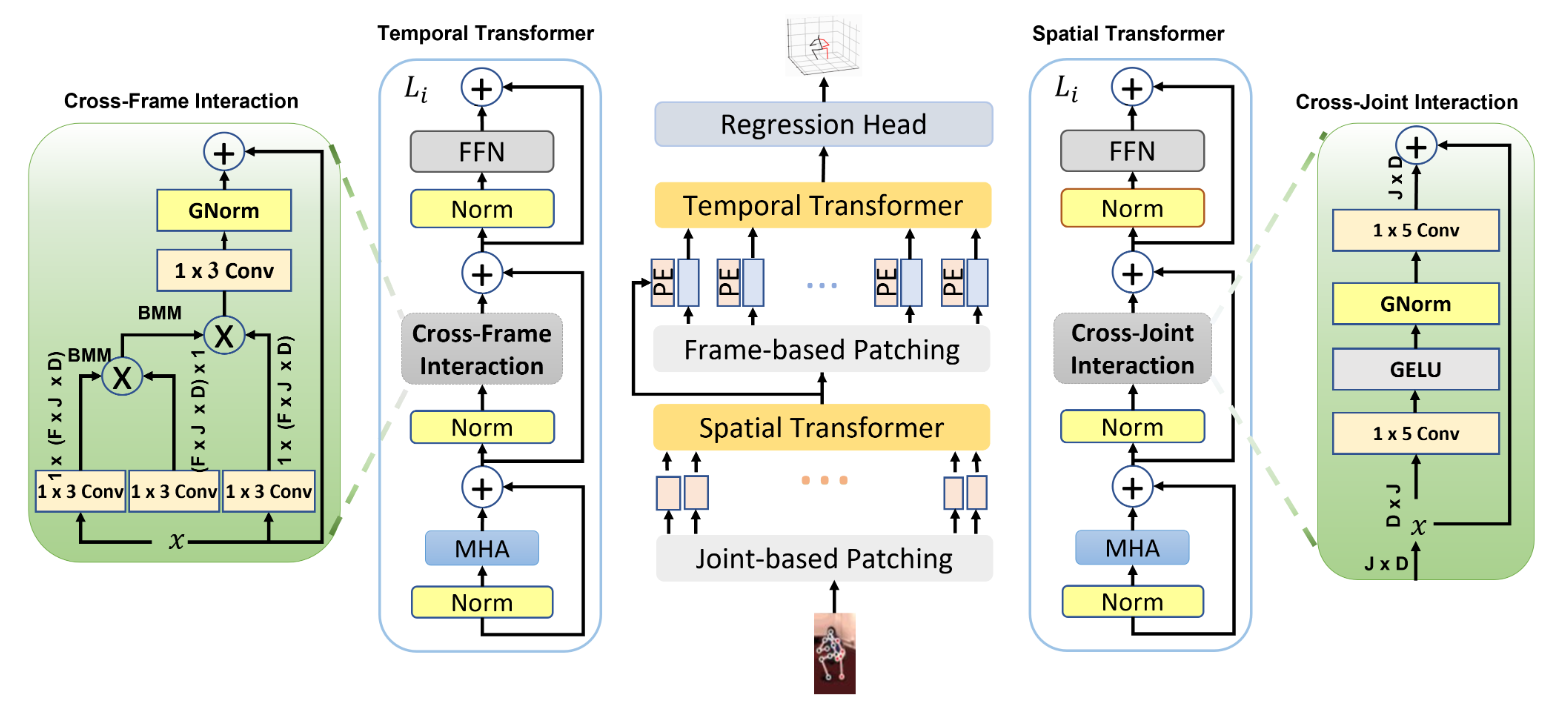 Cross-Frame Interaction
+
GNorm
1 x 3 Conv
BMM
X
BMM
X
1 x (F x J x D)
(F x J x D) x 1
1 x (F x J x D)
1 x 3 Conv
1 x 3 Conv
1 x 3 Conv
x
Temporal Transformer
L_i
+
FFN
Norm
+
Cross-Frame
Interaction
Norm
+
MHA
Norm
Regression Head
Temporal Transformer
PE
PE
...
PE
PE
Frame-based Patching
Spatial Transformer
...
Joint-based Patching
Spatial Transformer
L_i
+
FFN
Norm
+
Cross-Joint
Interaction
Norm
+
MHA
Norm
Cross-Joint Interaction
+
J x D
1 x 5 Conv
GNorm
GELU
1 x 5 Conv
D x J
x
J x D